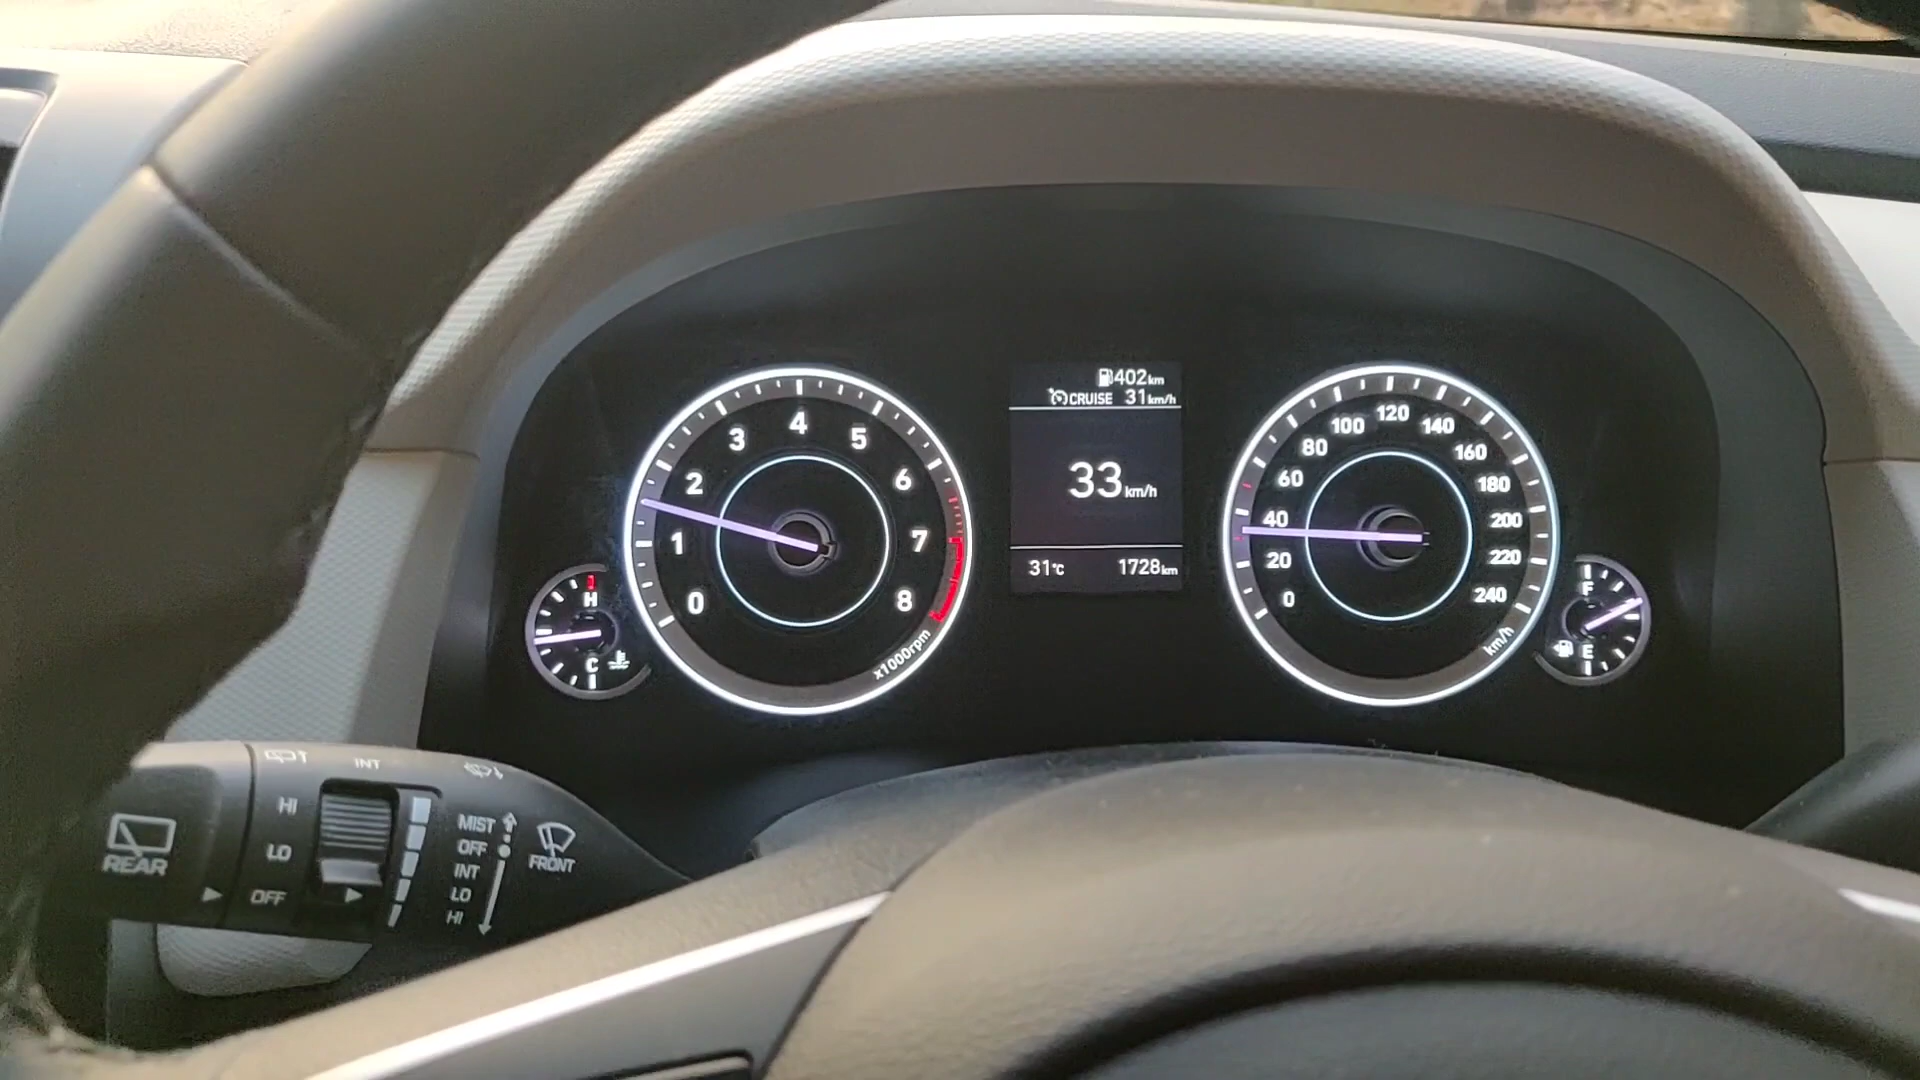 402km
CRUISE 31km/h
33km/h
31°C 1728km
0 1 2 3 4 5 6 7 8
x1000rpm
H
C
0 20 40 60 80 100 120 140 160 180 200 220 240
km/h
F
E
REAR
INT
HI
LO
OFF
MIST
OFF
INT
LO
HI
FRONT